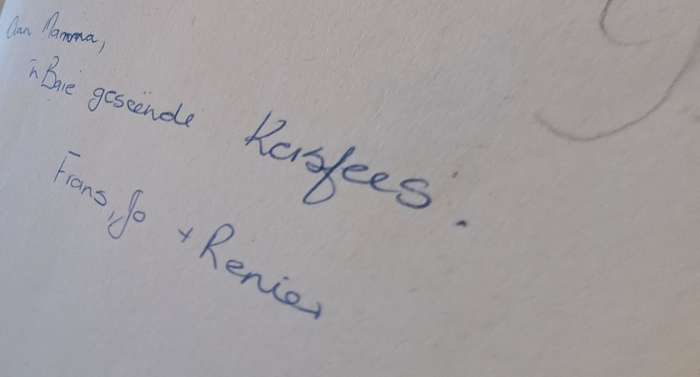 Aan Mamma,
'n Baie geseënde Kersfees.
Frans, Jo + Renier